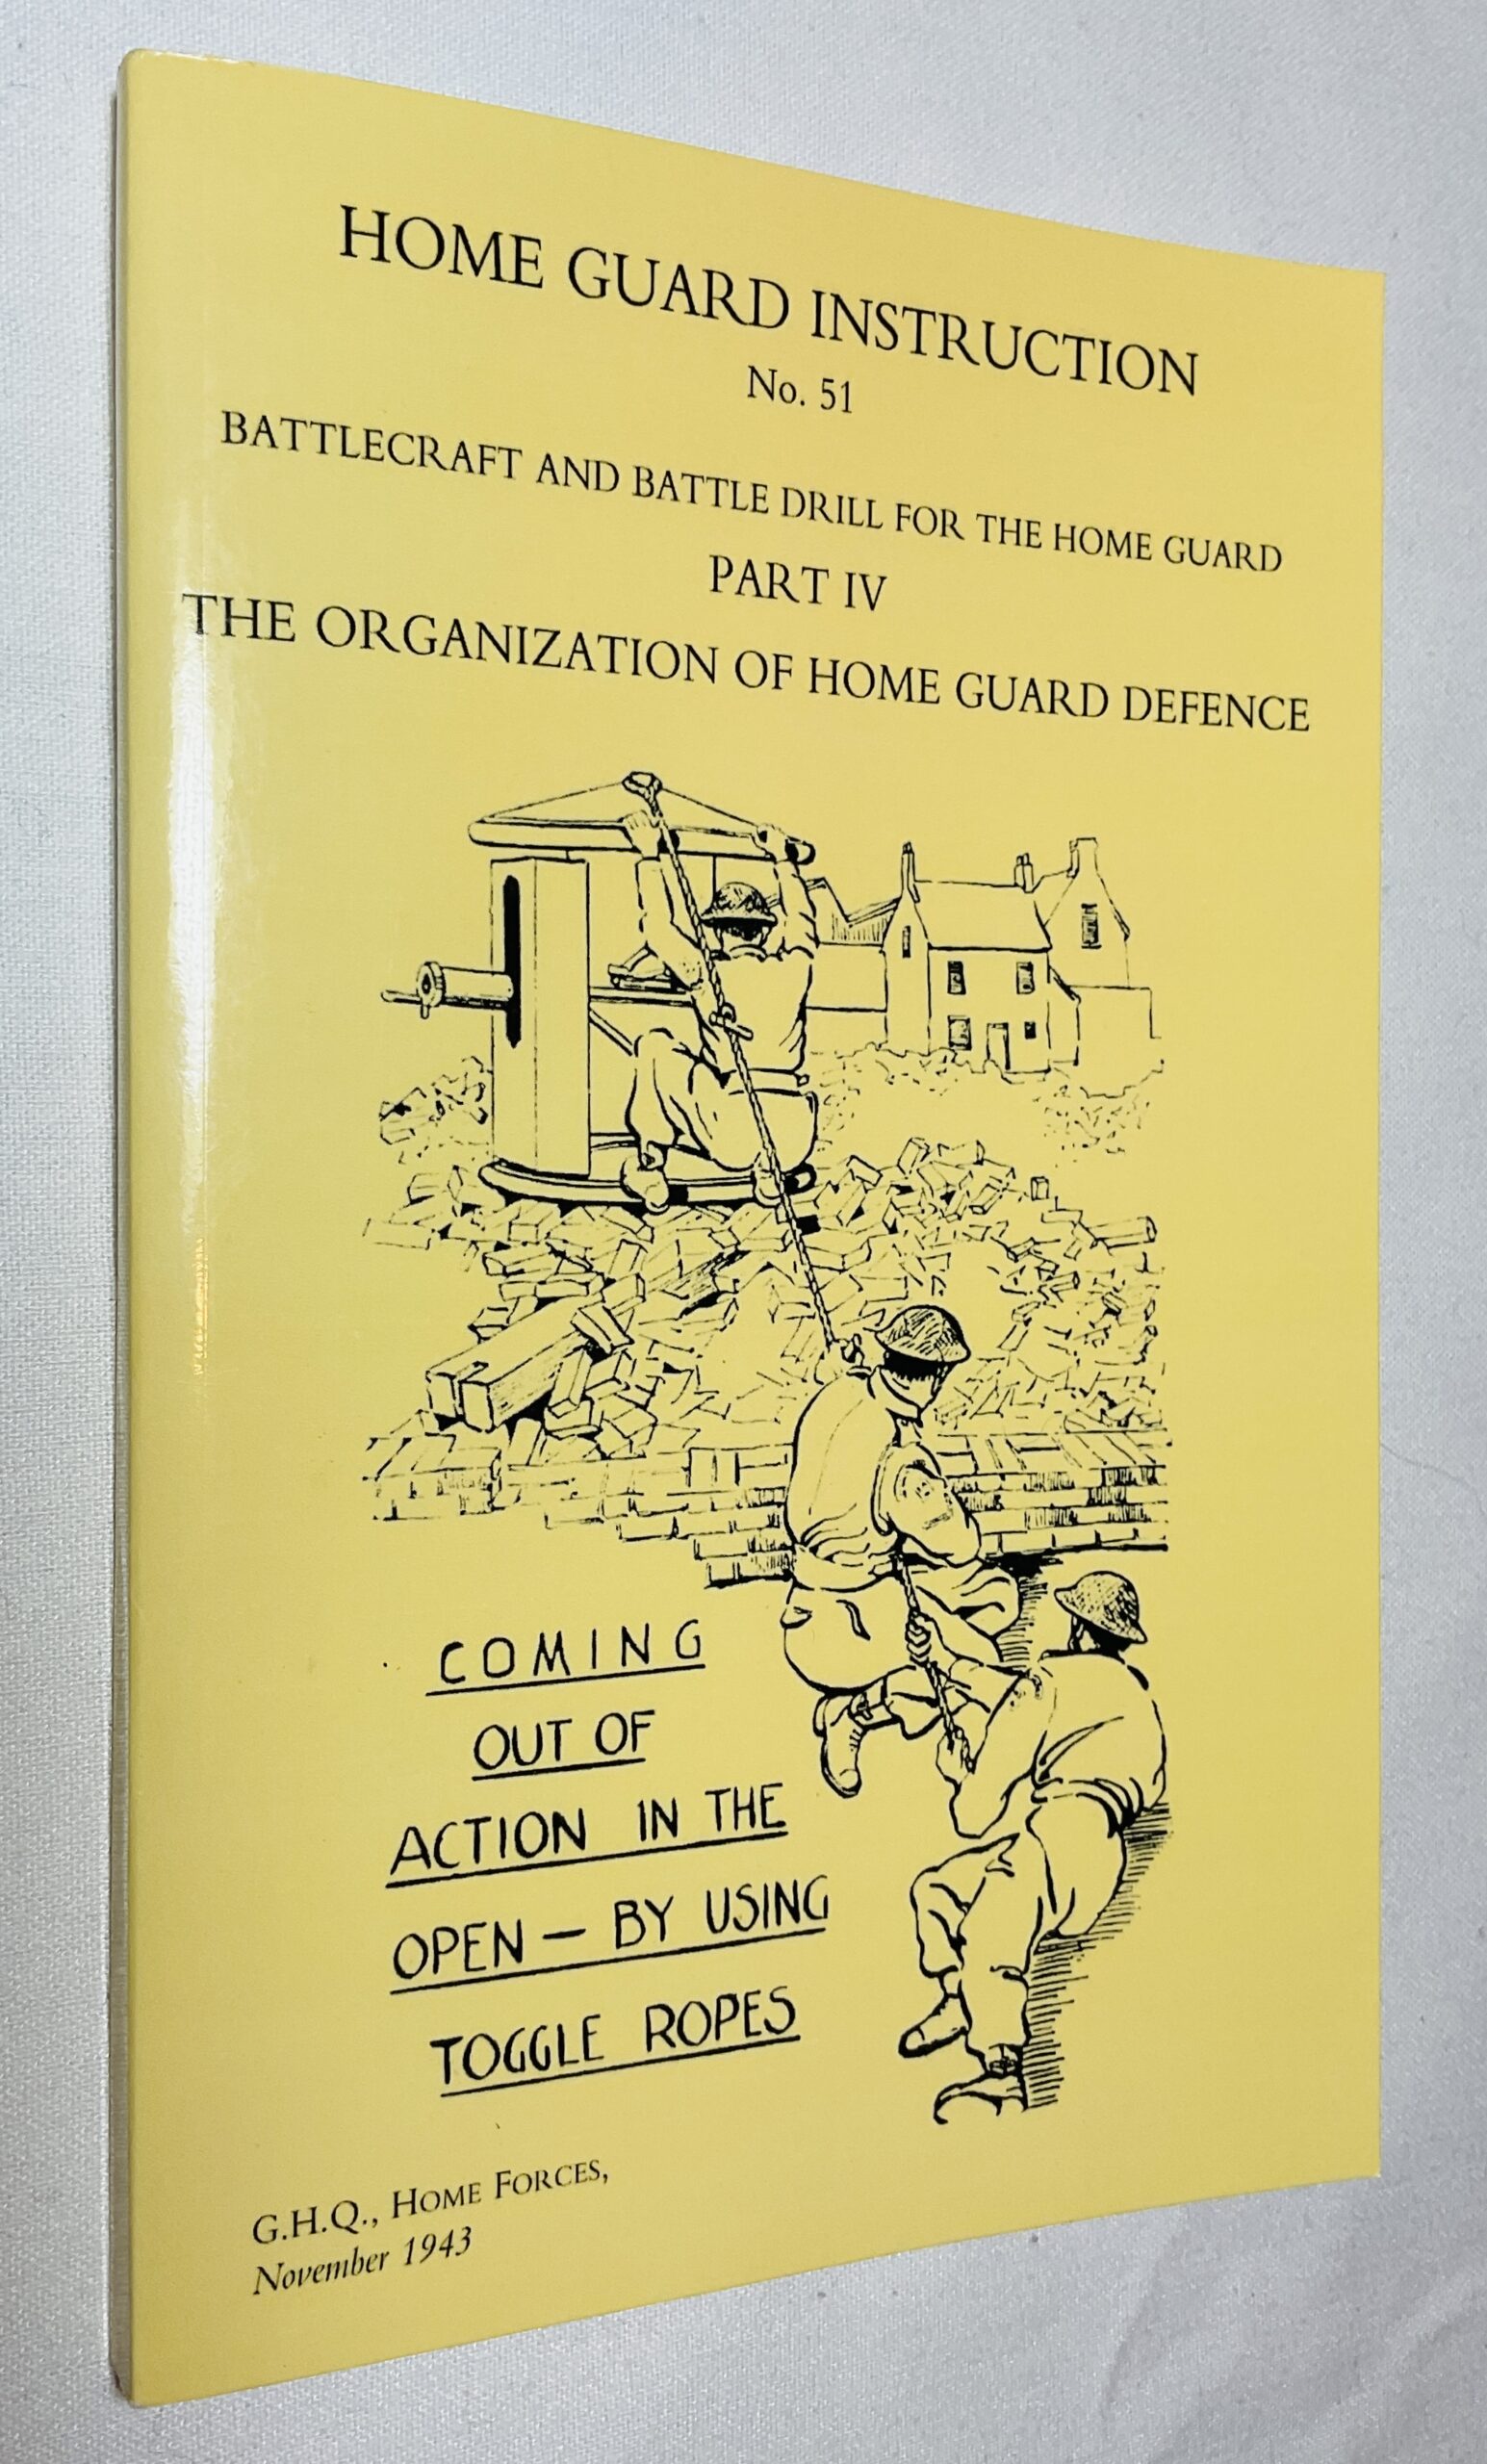 HOME GUARD INSTRUCTION
No. 51
BATTLECRAFT AND BATTLE DRILL FOR THE HOME GUARD
PART IV
THE ORGANIZATION OF HOME GUARD DEFENCE
COMING
OUT OF
ACTION IN THE
OPEN — BY USING
TOGGLE ROPES
G.H.Q., HOME FORCES,
November 1943